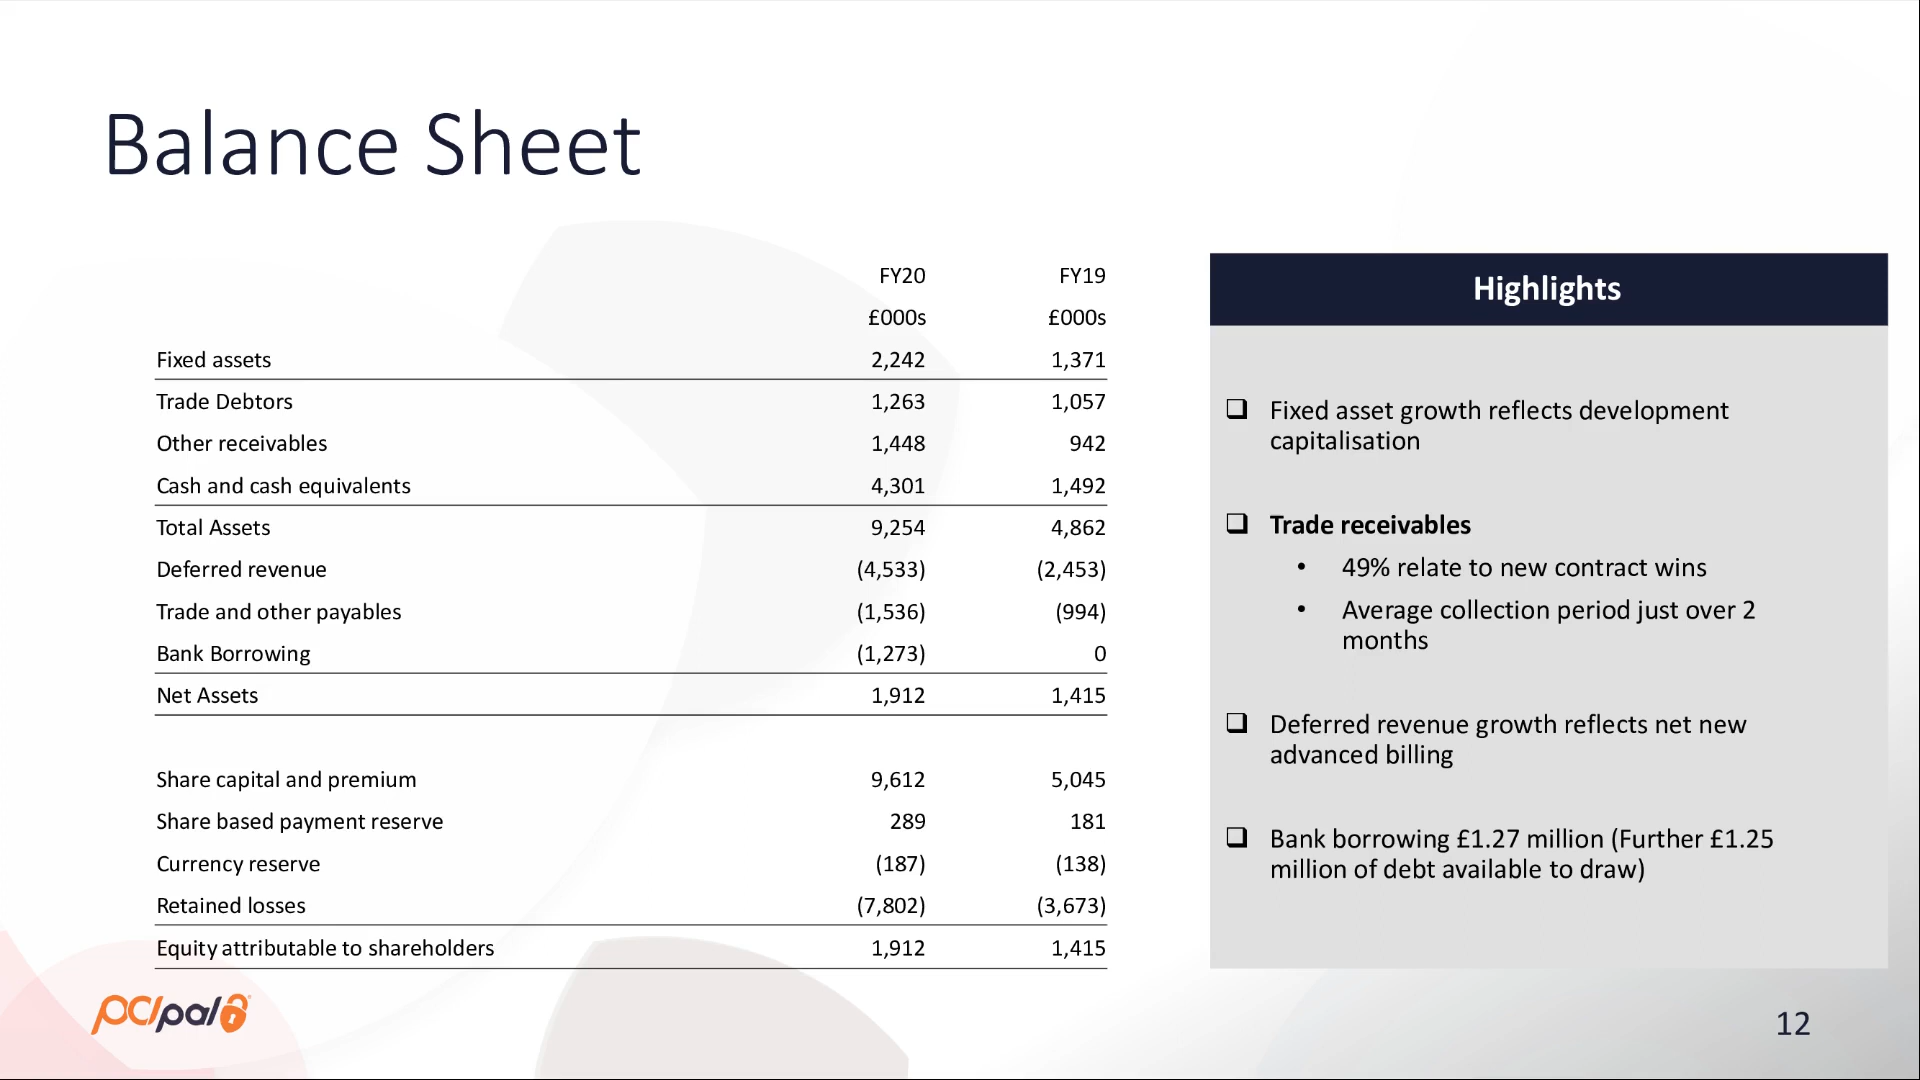 Balance Sheet
FY20 FY19
£000s £000s
Fixed assets 2,242 1,371
Trade Debtors 1,263 1,057
Other receivables 1,448 942
Cash and cash equivalents 4,301 1,492
Total Assets 9,254 4,862
Deferred revenue (4,533) (2,453)
Trade and other payables (1,536) (994)
Bank Borrowing (1,273) 0
Net Assets 1,912 1,415
Share capital and premium 9,612 5,045
Share based payment reserve 289 181
Currency reserve (187) (138)
Retained losses (7,802) (3,673)
Equity attributable to shareholders 1,912 1,415
Highlights
Fixed asset growth reflects development
capitalisation
Trade receivables
• 49% relate to new contract wins
• Average collection period just over 2
months
Deferred revenue growth reflects net new
advanced billing
Bank borrowing £1.27 million (Further £1.25
million of debt available to draw)
pcipal
12